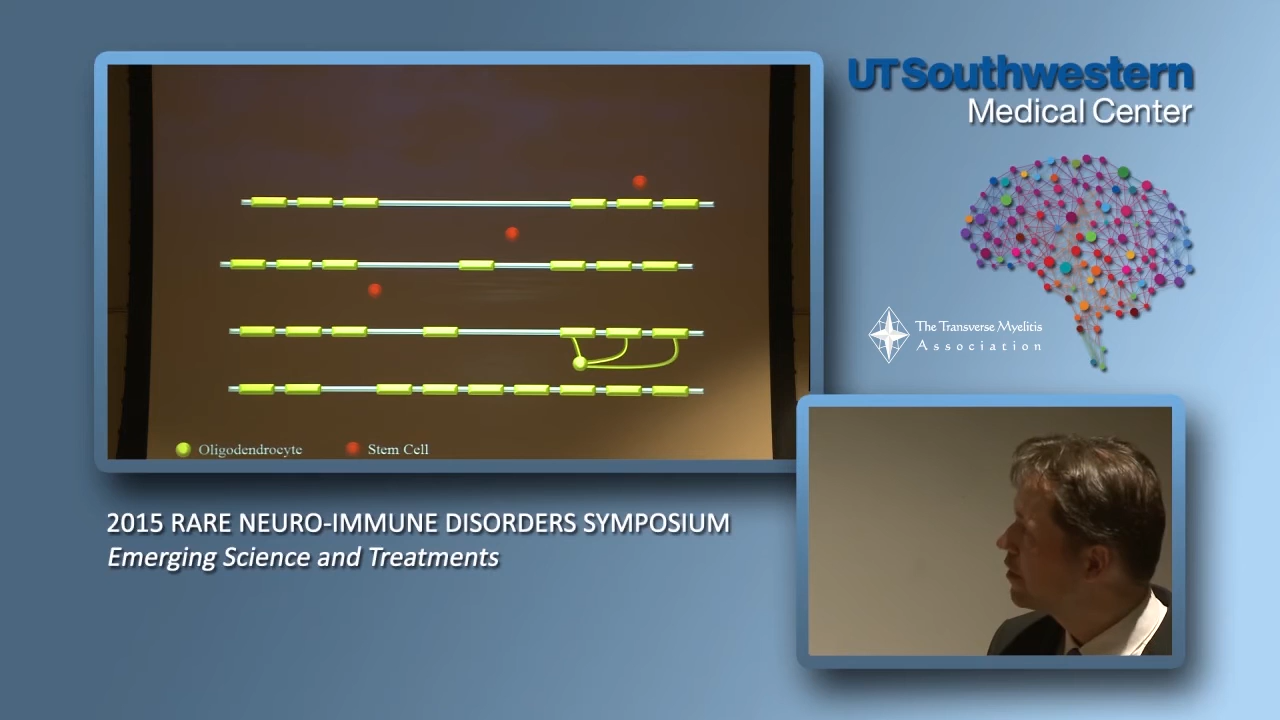 UTSouthwestern
Medical Center
The Transverse Myelitis
Association
Oligodendrocyte
Stem Cell
2015 RARE NEURO-IMMUNE DISORDERS SYMPOSIUM
Emerging Science and Treatments